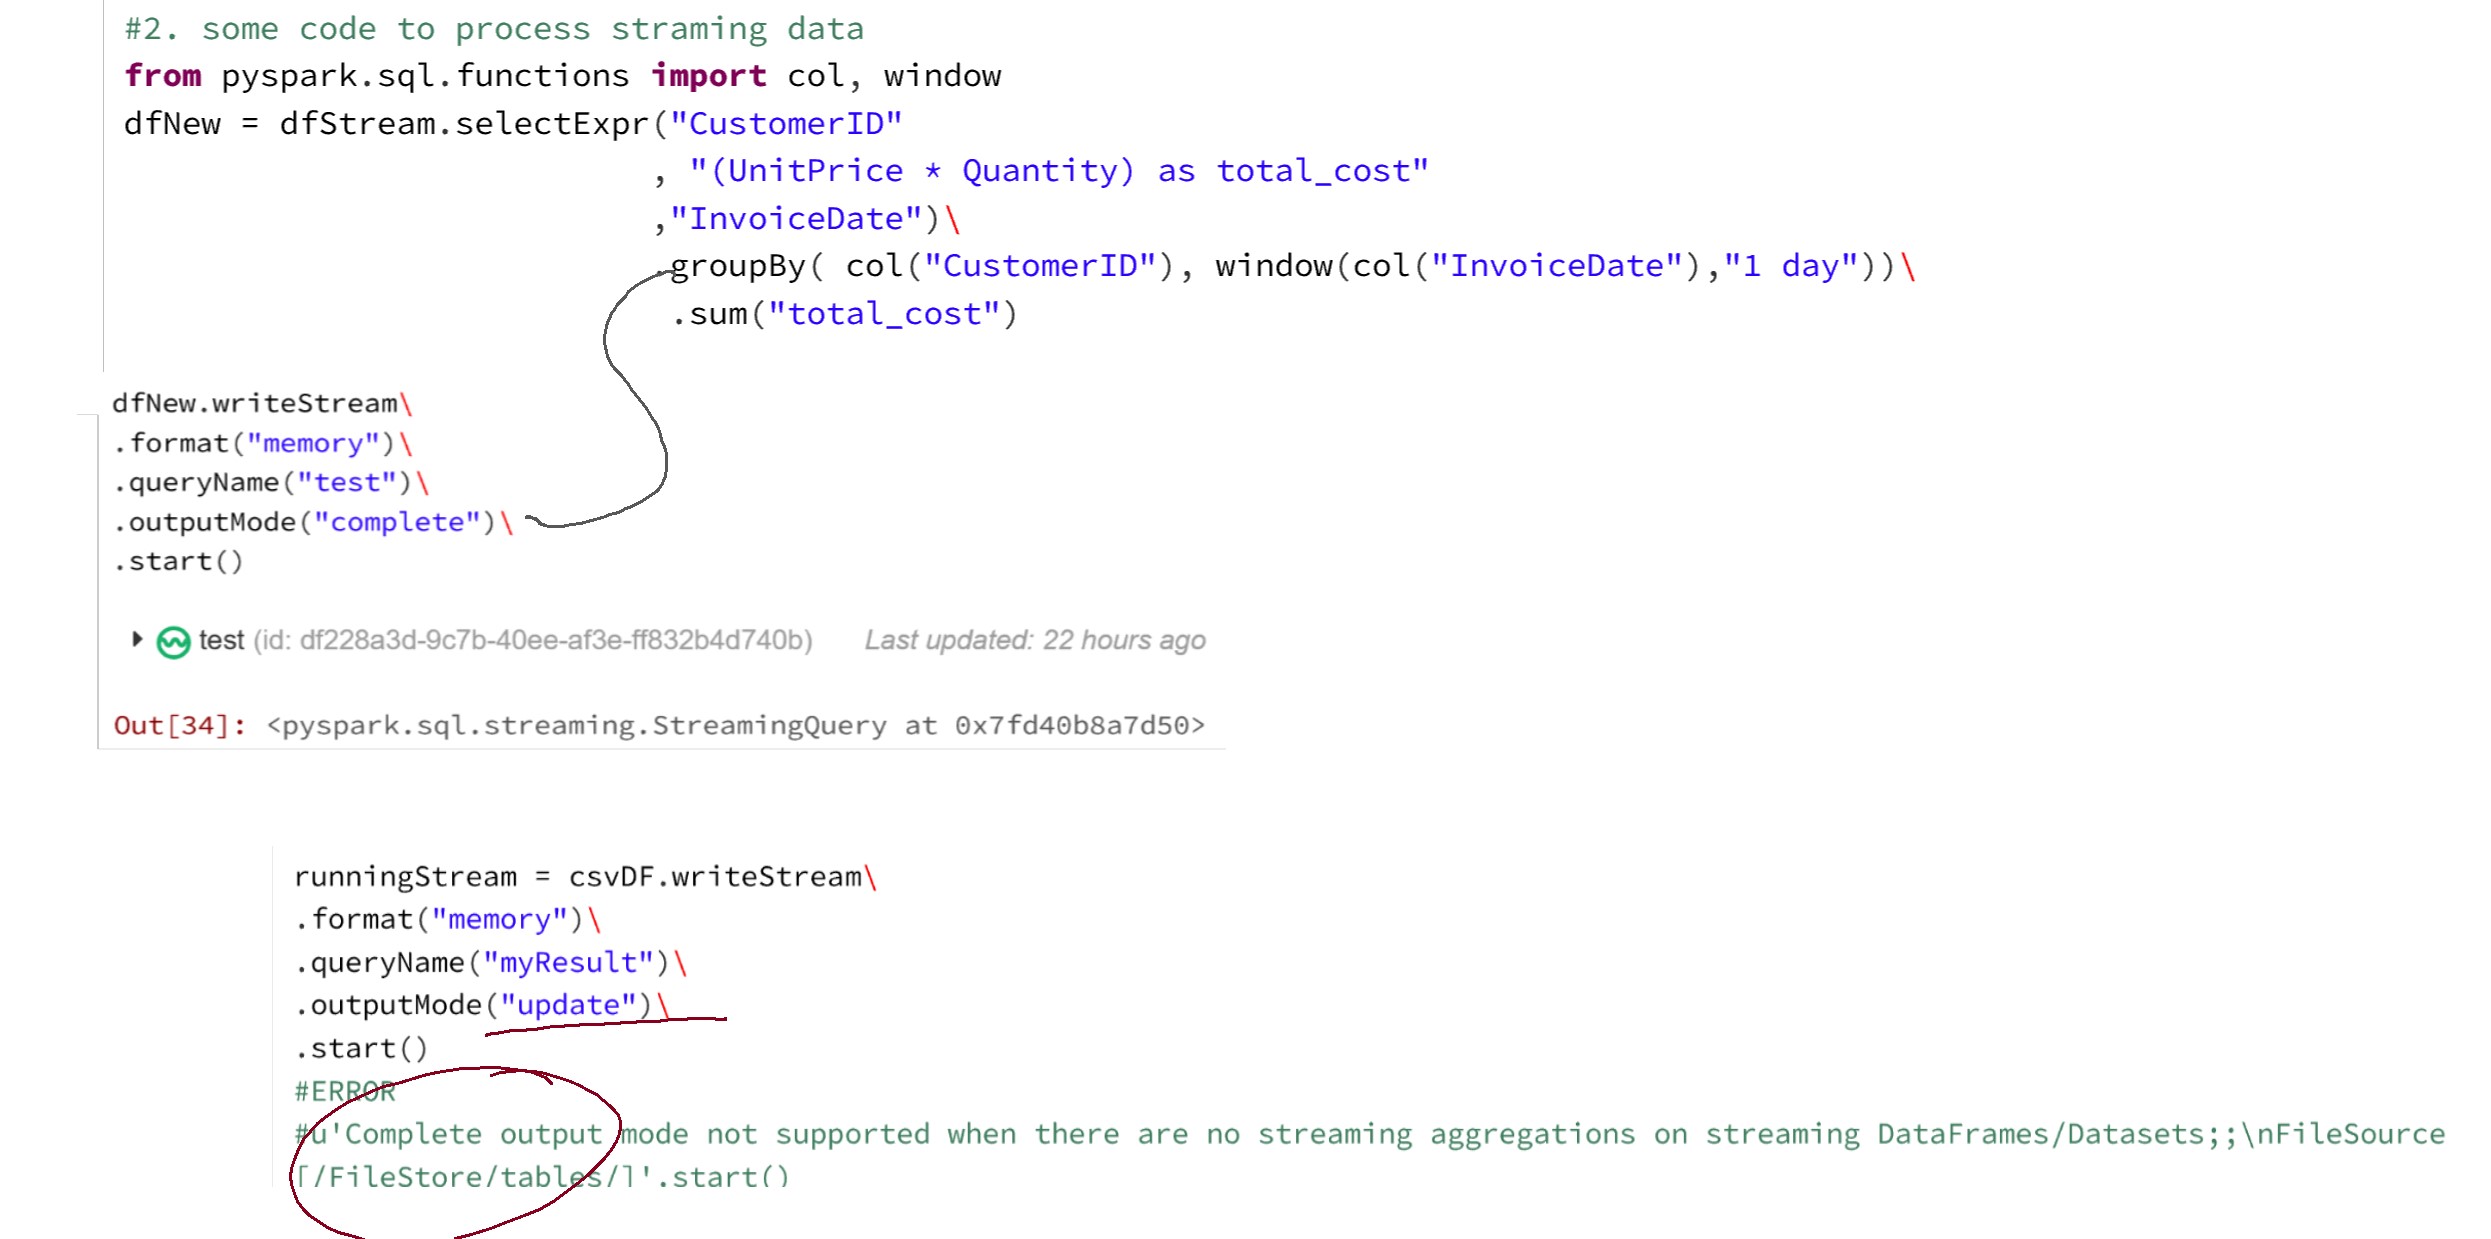 #2. some code to process straming data
from pyspark.sql.functions import col, window
dfNew = dfStream.selectExpr("CustomerID"
, "(UnitPrice * Quantity) as total_cost"
,"InvoiceDate")\
.groupBy( col("CustomerID"), window(col("InvoiceDate"),"1 day"))\
.sum("total_cost")
dfNew.writeStream\
.format("memory")\
.queryName("test")\
.outputMode("complete")\
.start()
test (id: df228a3d-9c7b-40ee-af3e-ff832b4d740b) Last updated: 22 hours ago
Out[34]: <pyspark.sql.streaming.StreamingQuery at 0x7fd40b8a7d50>
runningStream = csvDF.writeStream\
.format("memory")\
.queryName("myResult")\
.outputMode("update")\
.start()
#ERROR
#u'Complete output mode not supported when there are no streaming aggregations on streaming DataFrames/Datasets;;\nFileSource
[/FileStore/tables/]'.start()